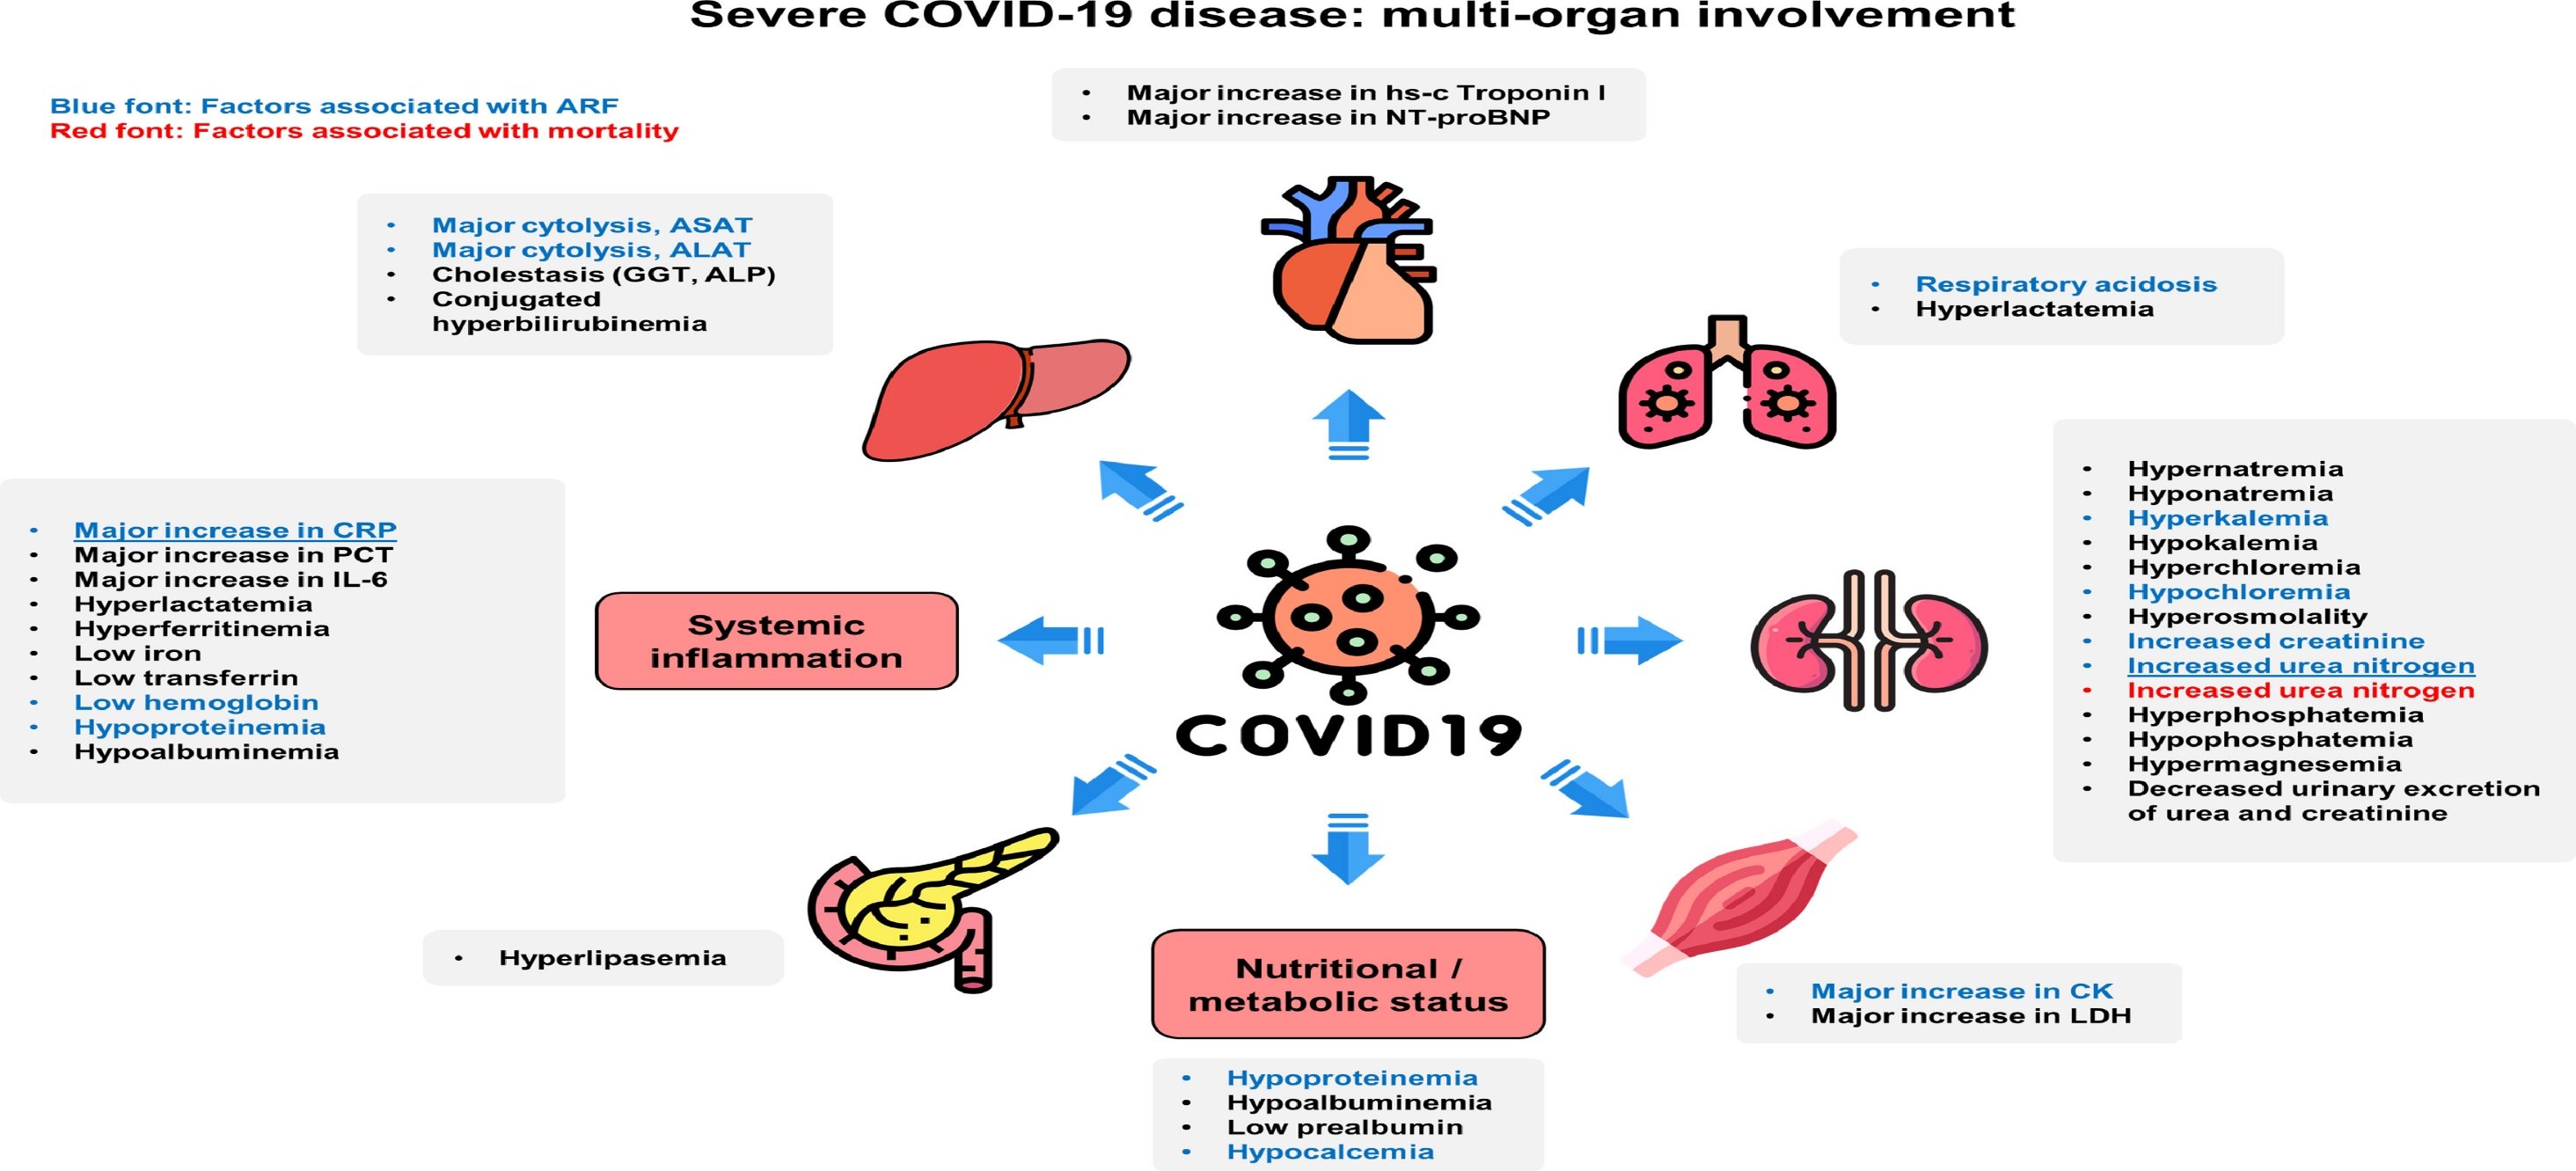 Severe COVID-19 disease: multi-organ involvement
Blue font: Factors associated with ARF
Red font: Factors associated with mortality
• Major increase in hs-c Troponin I
• Major increase in NT-proBNP
• Major cytolysis, ASAT
• Major cytolysis, ALAT
• Cholestasis (GGT, ALP)
• Conjugated
hyperbilirubinemia
• Respiratory acidosis
• Hyperlactatemia
• Major increase in CRP
• Major increase in PCT
• Major increase in IL-6
• Hyperlactatemia
• Hyperferritinemia
• Low iron
• Low transferrin
• Low hemoglobin
• Hypoproteinemia
• Hypoalbuminemia
Systemic
inflammation
COVID19
• Hypernatremia
• Hyponatremia
• Hyperkalemia
• Hypokalemia
• Hyperchloremia
• Hypochloremia
• Hyperosmolality
• Increased creatinine
• Increased urea nitrogen
• Increased urea nitrogen
• Hyperphosphatemia
• Hypophosphatemia
• Hypermagnesemia
• Decreased urinary excretion
of urea and creatinine
• Hyperlipasemia
Nutritional /
metabolic status
• Hypoproteinemia
• Hypoalbuminemia
• Low prealbumin
• Hypocalcemia
• Major increase in CK
• Major increase in LDH